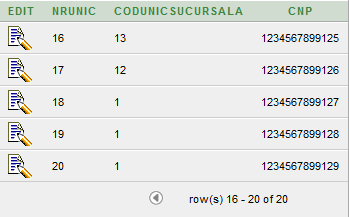 EDIT NRUNIC CODUNICSUCURSALA CNP
16 13 1234567899125
17 12 1234567899126
18 1 1234567899127
19 1 1234567899128
20 1 1234567899129
row(s) 16 - 20 of 20